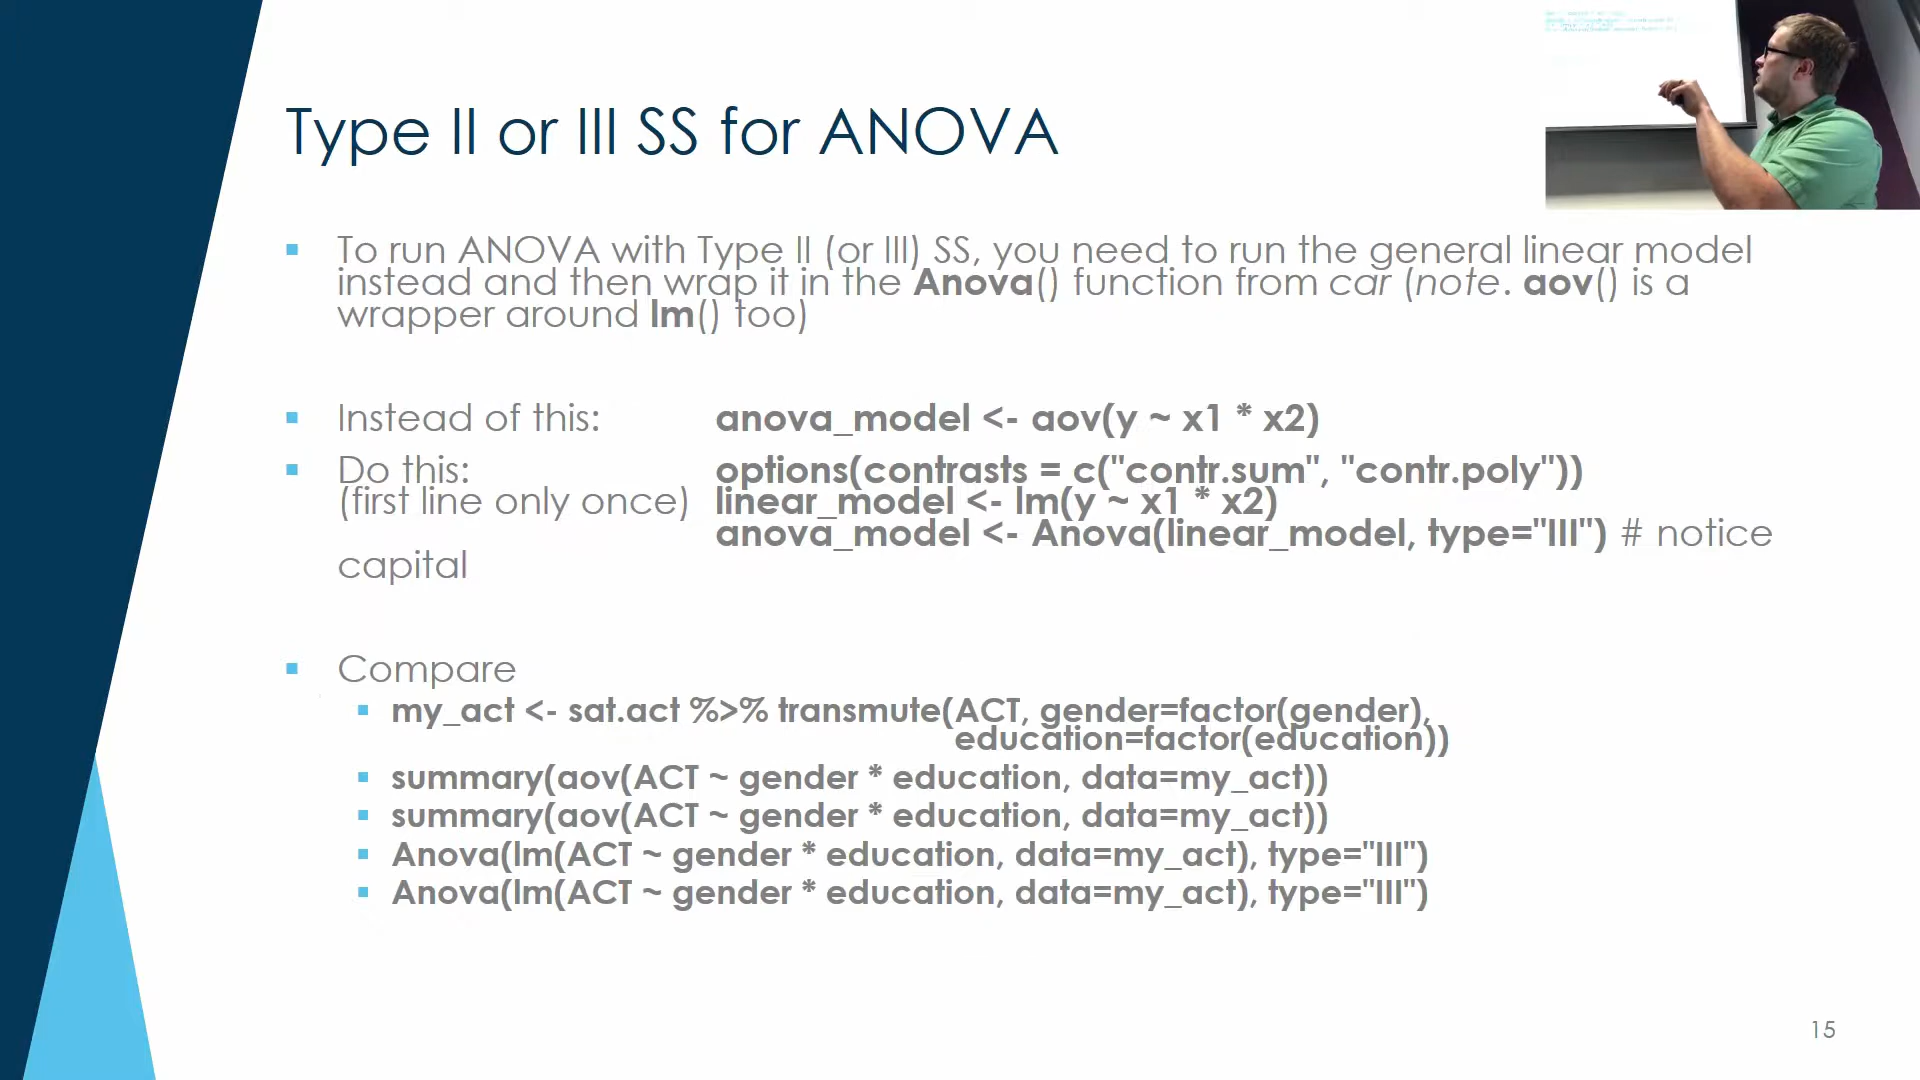 Type II or III SS for ANOVA
To run ANOVA with Type II (or III) SS, you need to run the general linear model
instead and then wrap it in the Anova() function from car (note. aov() is a
wrapper around lm() too)
Instead of this: anova_model <- aov(y ~ x1 * x2)
Do this: options(contrasts = c("contr.sum", "contr.poly"))
(first line only once) linear_model <- lm(y ~ x1 * x2)
anova_model <- Anova(linear_model, type="III") # notice
capital
Compare
my_act <- sat.act %>% transmute(ACT, gender=factor(gender),
education=factor(education))
summary(aov(ACT ~ gender * education, data=my_act))
summary(aov(ACT ~ gender * education, data=my_act))
Anova(lm(ACT ~ gender * education, data=my_act), type="III")
Anova(lm(ACT ~ gender * education, data=my_act), type="III")
15